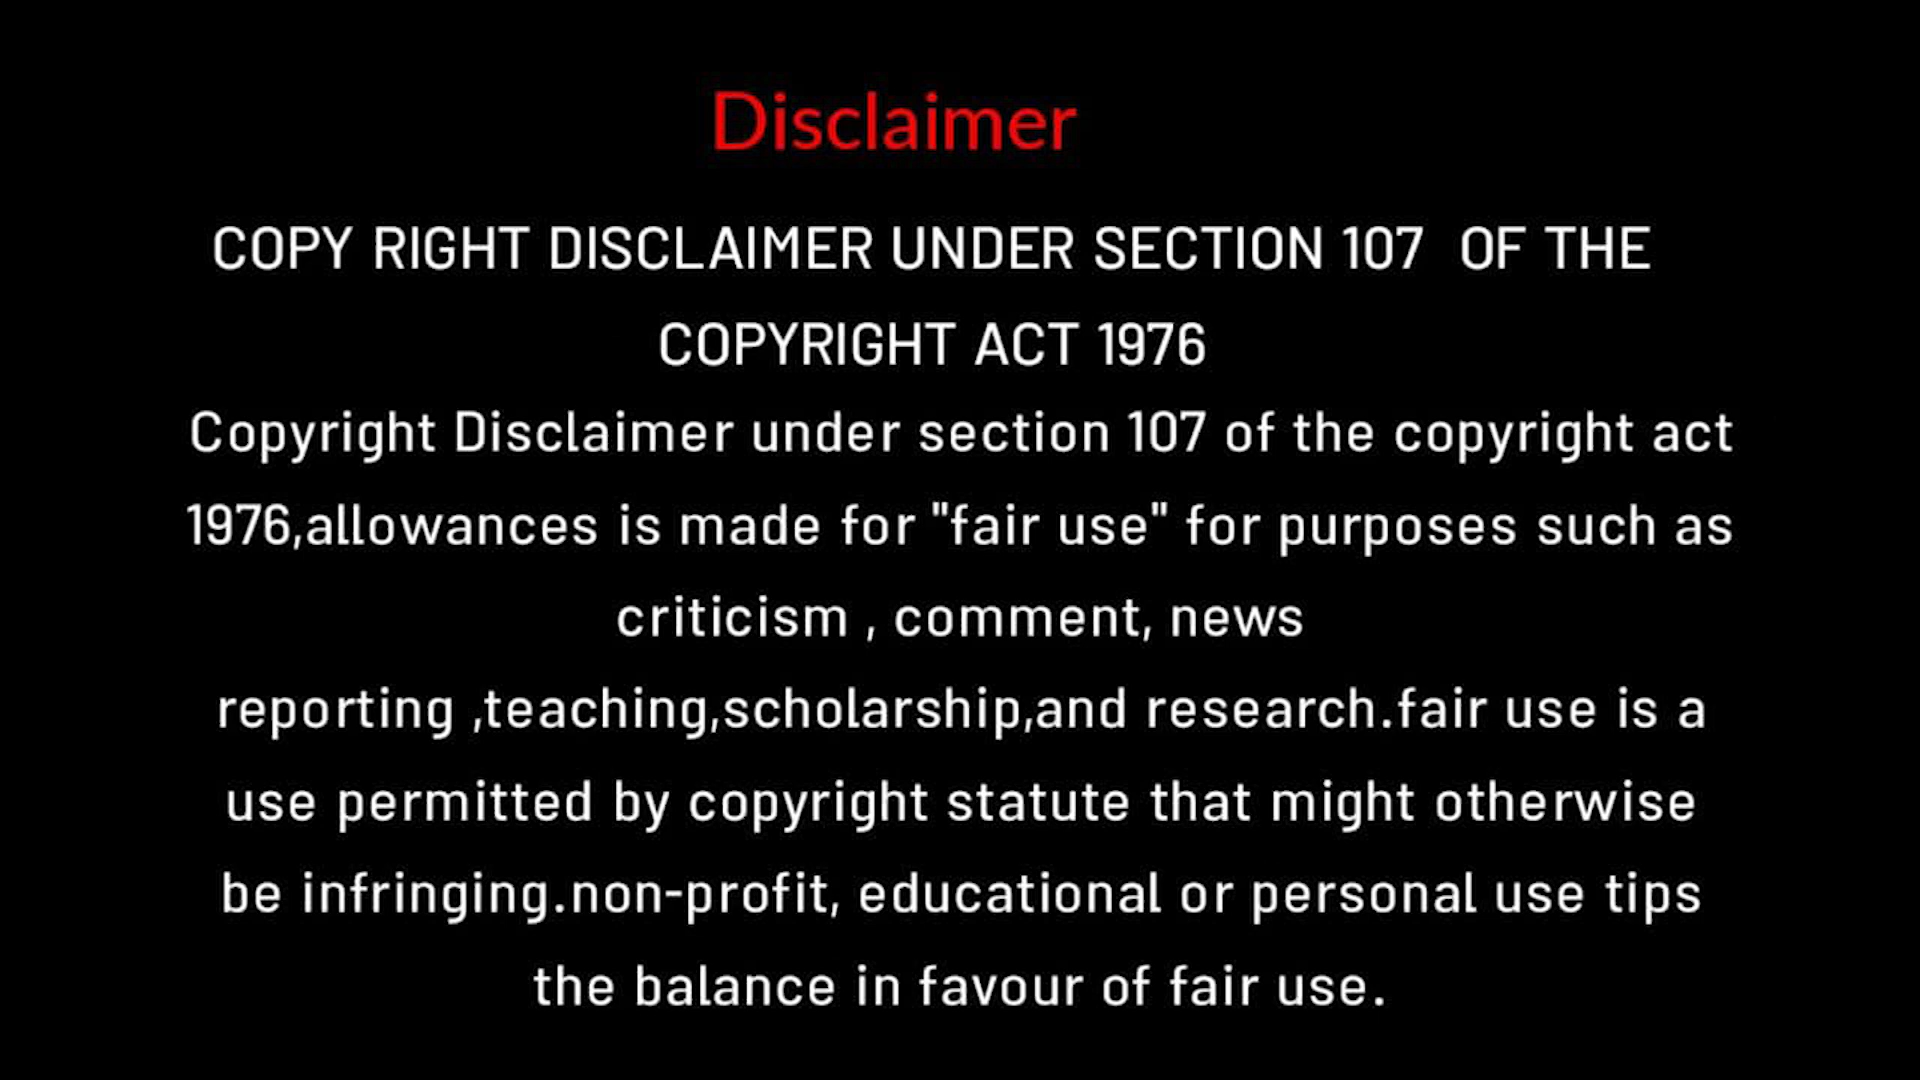 Disclaimer
COPY RIGHT DISCLAIMER UNDER SECTION 107  OF THE
COPYRIGHT ACT 1976
Copyright Disclaimer under section 107 of the copyright act
1976,allowances is made for "fair use" for purposes such as
criticism , comment, news
reporting ,teaching,scholarship,and research.fair use is a
use permitted by copyright statute that might otherwise
be infringing.non-profit, educational or personal use tips
the balance in favour of fair use.